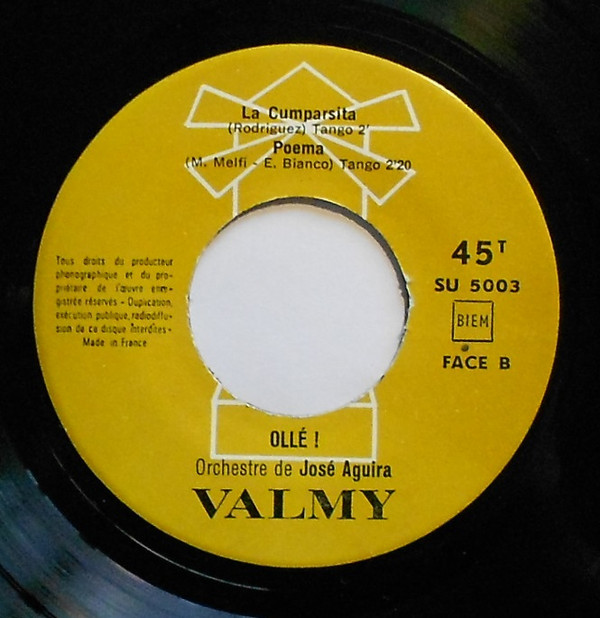 La Cumparsita
(Rodriguez) Tango 2'
Poema
(M. Melfi - E. Bianco) Tango 2'20
Tous droits du producteur
phonographique et du pro-
priétaire de l'œuvre enre-
gistrée réservés - Duplication,
exécution publique, radiodiffu-
sion de ce disque Interdites -
Made in France
45T
SU 5003
BIEM
FACE B
OLLÉ !
Orchestre de José Aguira
VALMY